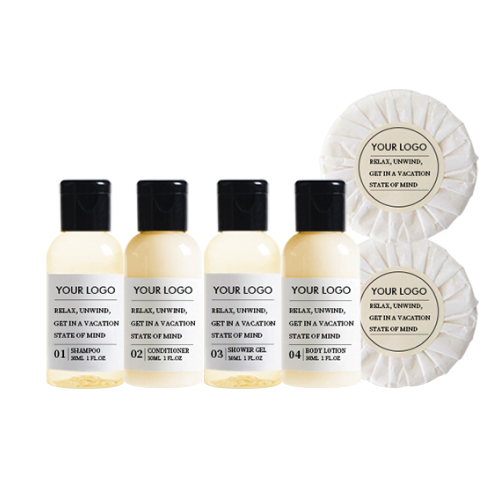 YOUR LOGO
RELAX, UNWIND,
GET IN A VACATION
STATE OF MIND
01 SHAMPOO
30ML 1 FL.OZ
YOUR LOGO
RELAX, UNWIND,
GET IN A VACATION
STATE OF MIND
02 CONDITIONER
30ML 1 FL.OZ
YOUR LOGO
RELAX, UNWIND,
GET IN A VACATION
STATE OF MIND
03 SHOWER GEL
30ML 1 FL.OZ
YOUR LOGO
RELAX, UNWIND,
GET IN A VACATION
STATE OF MIND
04 BODY LOTION
30ML 1 FL.OZ
YOUR LOGO
RELAX, UNWIND,
GET IN A VACATION
STATE OF MIND
YOUR LOGO
RELAX, UNWIND,
GET IN A VACATION
STATE OF MIND